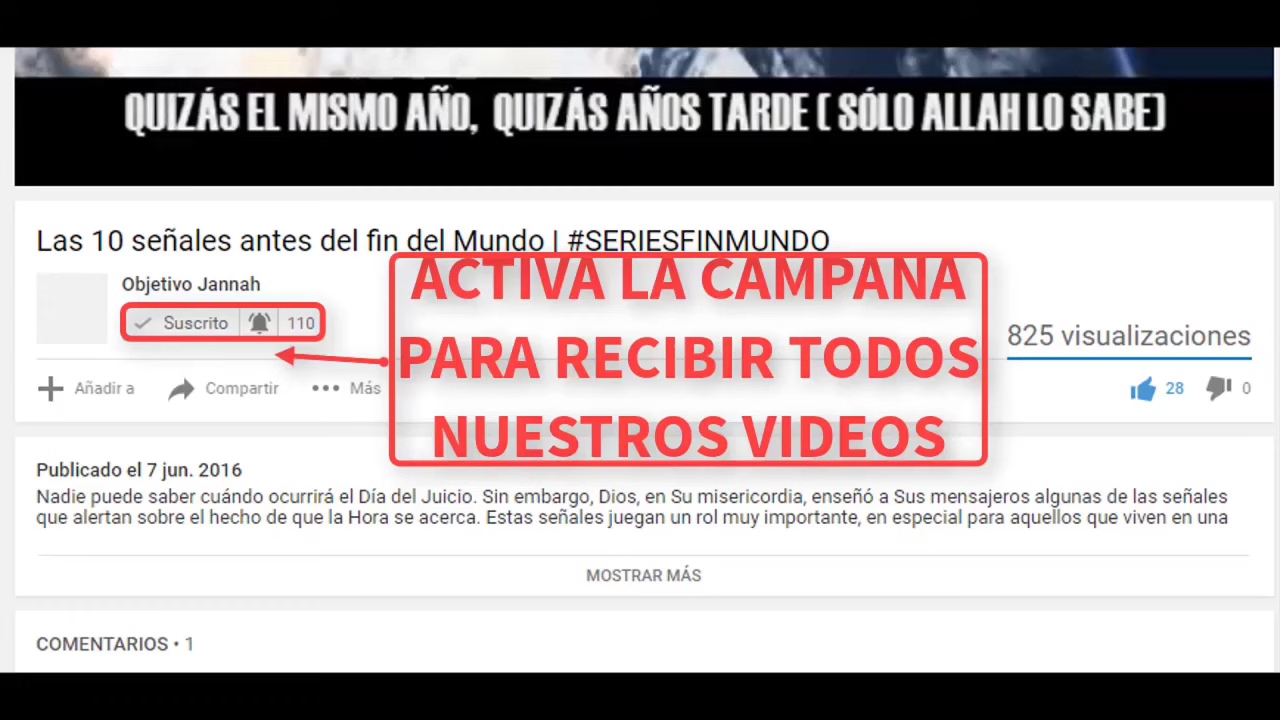 QUIZÁS EL MISMO AÑO, QUIZÁS AÑOS TARDE ( SÓLO ALLAH LO SABE)
Las 10 señales antes del fin del Mundo | #SERIESFINMUNDO
Objetivo Jannah
Suscrito 110
ACTIVA LA CAMPANA
PARA RECIBIR TODOS
NUESTROS VIDEOS
825 visualizaciones
Añadir a Compartir Más 28 0
Publicado el 7 jun. 2016
Nadie puede saber cuándo ocurrirá el Día del Juicio. Sin embargo, Dios, en Su misericordia, enseñó a Sus mensajeros algunas de las señales
que alertan sobre el hecho de que la Hora se acerca. Estas señales juegan un rol muy importante, en especial para aquellos que viven en una
MOSTRAR MÁS
COMENTARIOS • 1